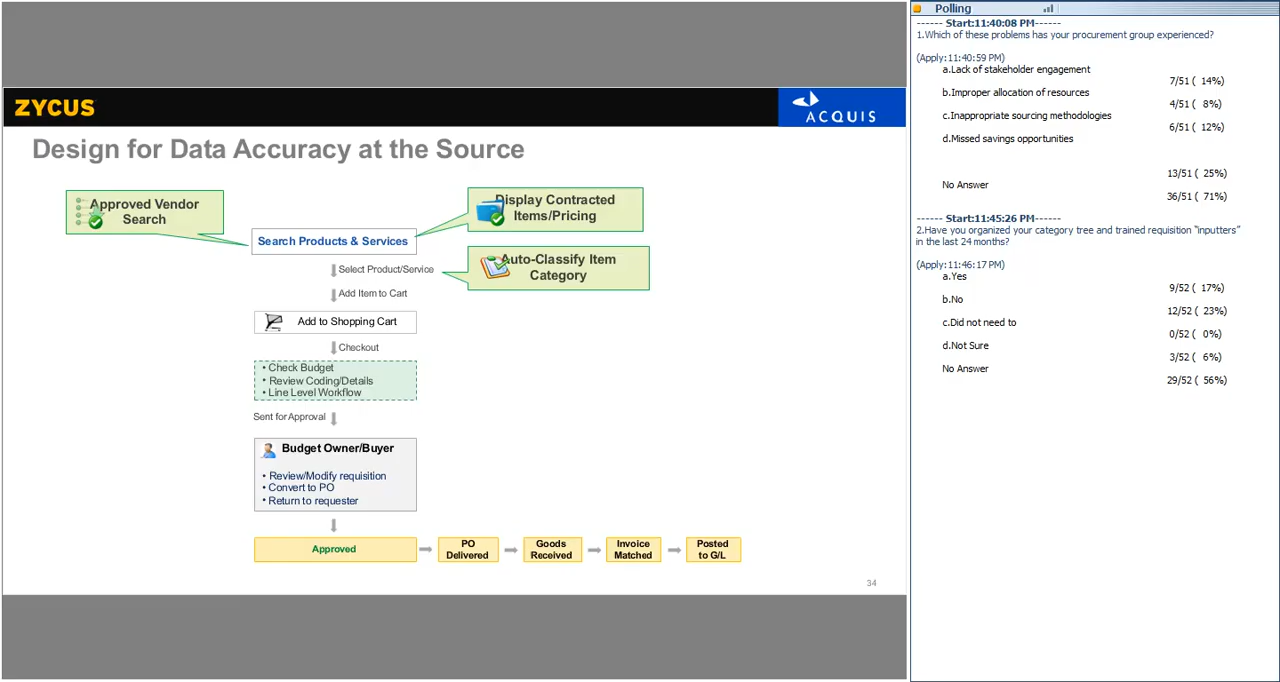 ZYCUS
ACQUIS
Design for Data Accuracy at the Source
Approved Vendor
Search
Display Contracted
Items/Pricing
Search Products & Services
Auto-Classify Item
Category
Select Product/Service
Add Item to Cart
Add to Shopping Cart
Checkout
• Check Budget
• Review Coding/Details
• Line Level Workflow
Sent for Approval
Budget Owner/Buyer
• Review/Modify requisition
• Convert to PO
• Return to requester
Approved
PO
Delivered
Goods
Received
Invoice
Matched
Posted
to G/L
34
Polling
------ Start:11:40:08 PM------
1.Which of these problems has your procurement group experienced?
(Apply:11:40:59 PM)
a.Lack of stakeholder engagement
7/51 ( 14%)
b.Improper allocation of resources
4/51 ( 8%)
c.Inappropriate sourcing methodologies
6/51 ( 12%)
d.Missed savings opportunities
13/51 ( 25%)
No Answer
36/51 ( 71%)
------ Start:11:45:26 PM------
2.Have you organized your category tree and trained requisition “inputters”
in the last 24 months?
(Apply:11:46:17 PM)
a.Yes
9/52 ( 17%)
b.No
12/52 ( 23%)
c.Did not need to
0/52 ( 0%)
d.Not Sure
3/52 ( 6%)
No Answer
29/52 ( 56%)